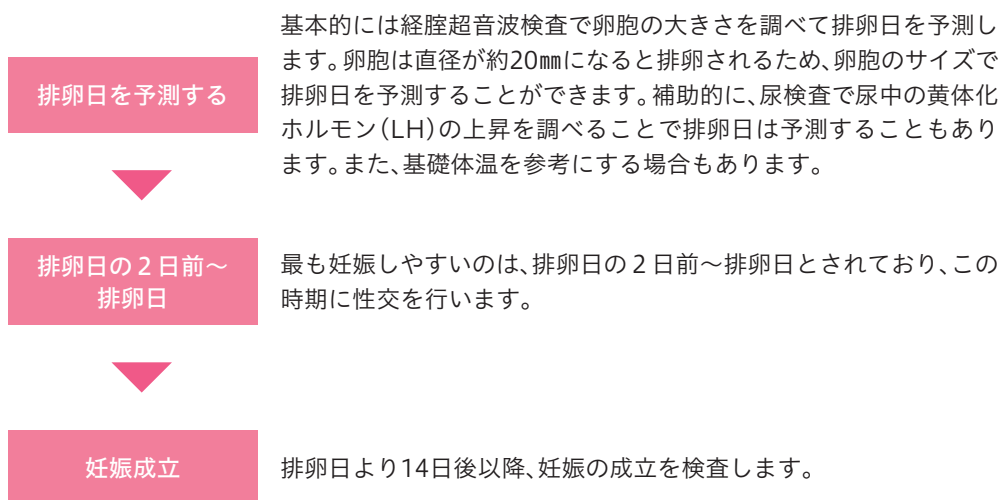 基本的には経腟超音波検査で卵胞の大きさを調べて排卵日を予測し
ます。卵胞は直径が約20㎜になると排卵されるため、卵胞のサイズで
排卵日を予測する
排卵日を予測することができます。補助的に、尿検査で尿中の黄体化
ホルモン(LH)の上昇を調べることで排卵日は予測することもあり
ます。また、基礎体温を参考にする場合もあります。
排卵日の2日前〜
排卵日
最も妊娠しやすいのは、排卵日の2日前〜排卵日とされており、この
時期に性交を行います。
妊娠成立
排卵日より14日後以降、妊娠の成立を検査します。